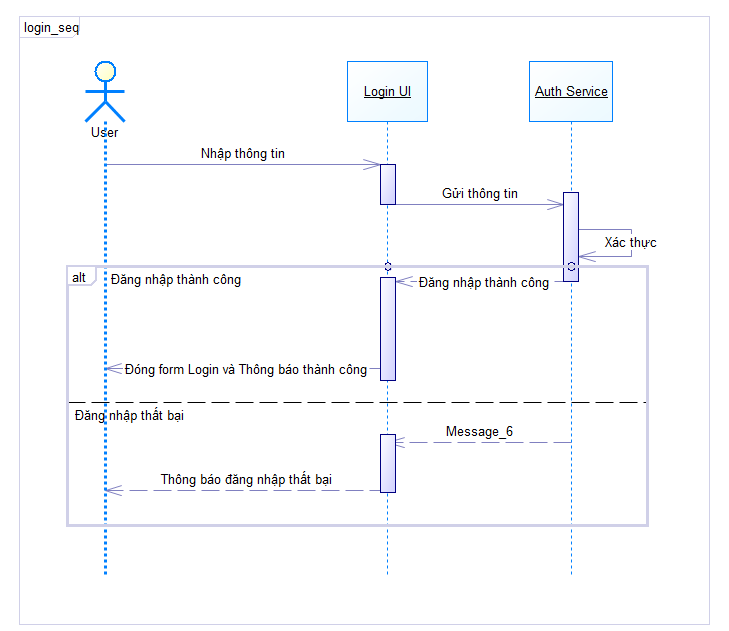 login_seq
Login UI
Auth Service
User
Nhập thông tin
Gửi thông tin
Xác thực
alt
Đăng nhập thành công
Đăng nhập thành công
Đóng form Login và Thông báo thành công
Đăng nhập thất bại
Message_6
Thông báo đăng nhập thất bại